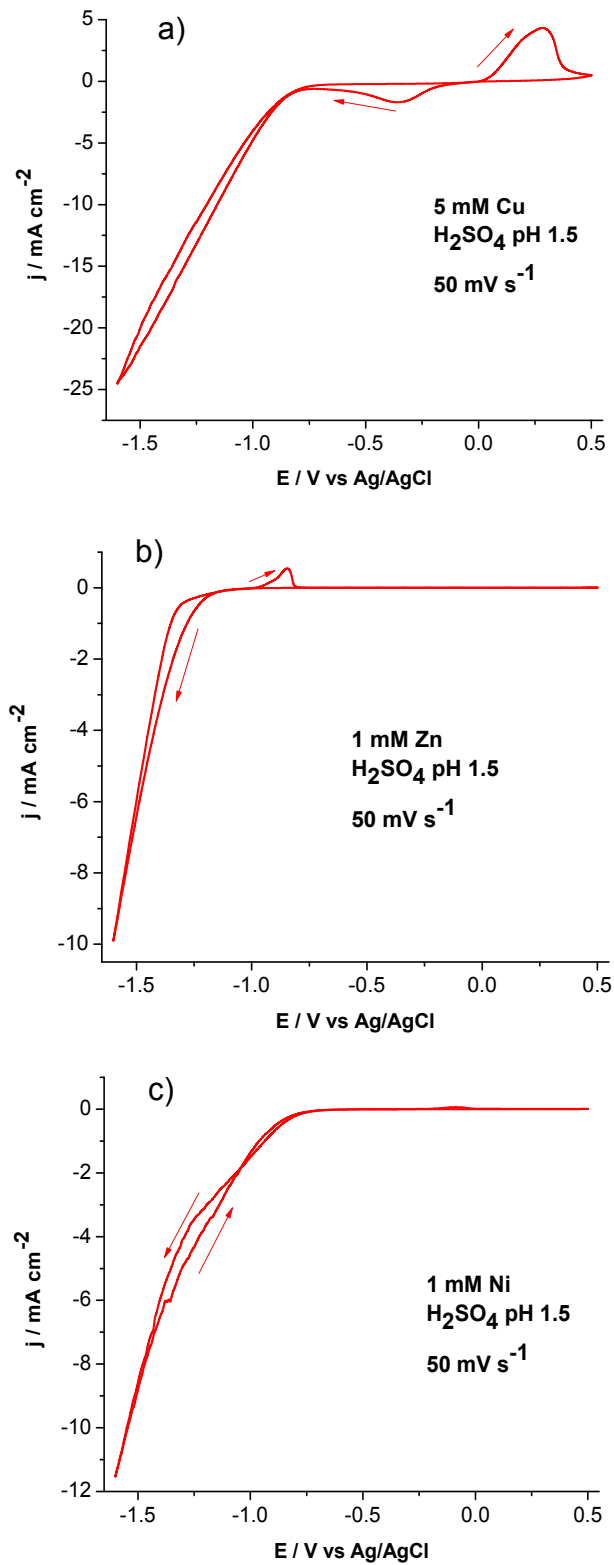 a)
5
0
-5
-10
-15
-20
-25
j / mA cm-2
5 mM Cu
H2SO4 pH 1.5
50 mV s-1
-1.5 -1.0 -0.5 0.0 0.5
E / V vs Ag/AgCl
b)
0
-2
-4
-6
-8
-10
j / mA cm-2
1 mM Zn
H2SO4 pH 1.5
50 mV s-1
-1.5 -1.0 -0.5 0.0 0.5
E / V vs Ag/AgCl
c)
0
-2
-4
-6
-8
-10
-12
j / mA cm-2
1 mM Ni
H2SO4 pH 1.5
50 mV s-1
-1.5 -1.0 -0.5 0.0 0.5
E / V vs Ag/AgCl